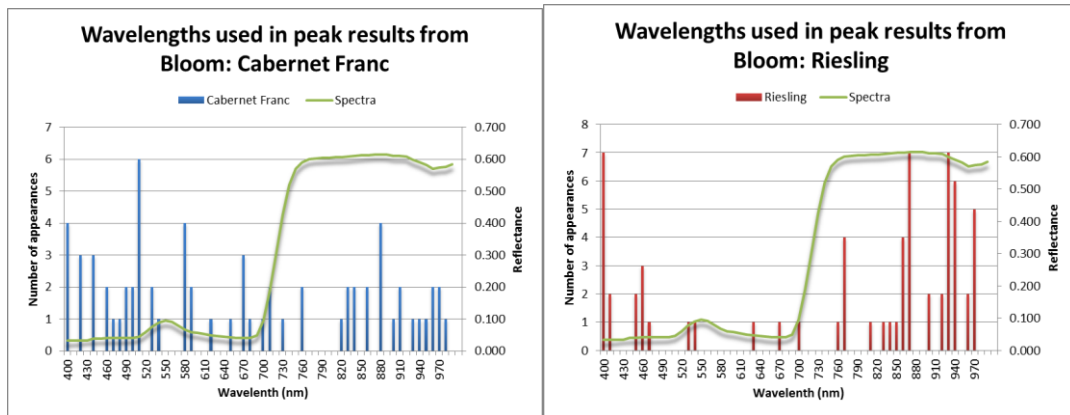 Wavelengths used in peak results from
Bloom: Cabernet Franc
Cabernet Franc Spectra
7
6
5
4
3
2
1
0
Number of appearances
0.700
0.600
0.500
0.400
0.300
0.200
0.100
0.000
Reflectance
400 430 460 490 520 550 580 610 640 670 700 730 760 790 820 850 880 910 940 970
Wavelenth (nm)
Wavelengths used in peak results from
Bloom: Riesling
Riesling Spectra
8
7
6
5
4
3
2
1
0
Number of appearances
0.700
0.600
0.500
0.400
0.300
0.200
0.100
0.000
Reflectance
400 430 460 490 520 550 580 610 640 670 700 730 760 790 820 850 880 910 940 970
Wavelenth (nm)